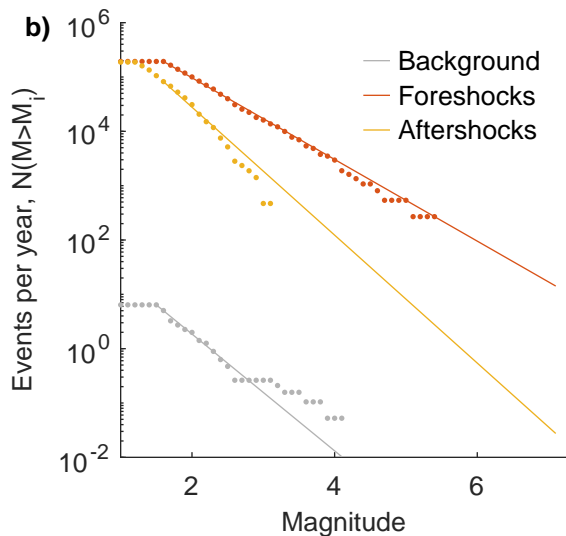 b)
Events per year, N(M>M_i)
10^6
10^4
10^2
10^0
10^-2
Background
Foreshocks
Aftershocks
2
4
6
Magnitude